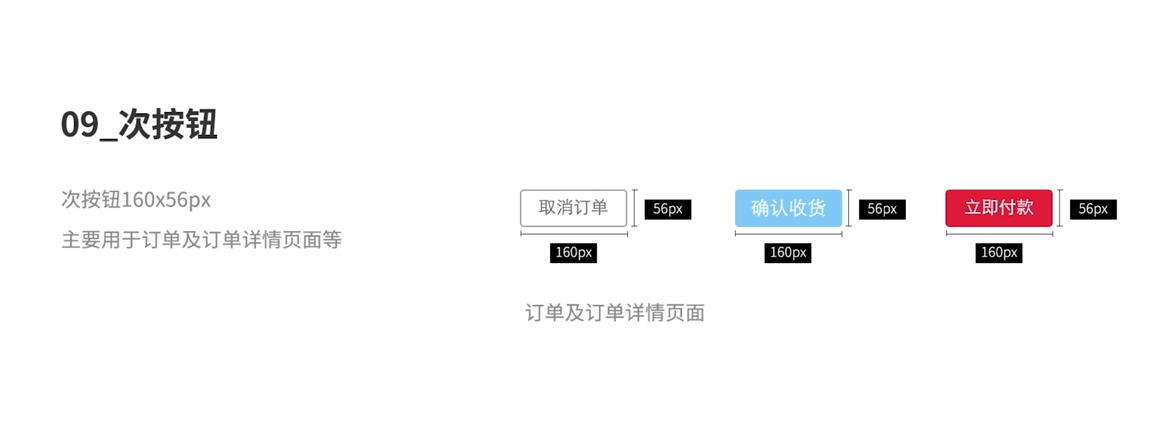 09_次按钮
次按钮160x56px
主要用于订单及订单详情页面等
取消订单 56px 确认收货 56px 立即付款 56px
160px 160px 160px
订单及订单详情页面